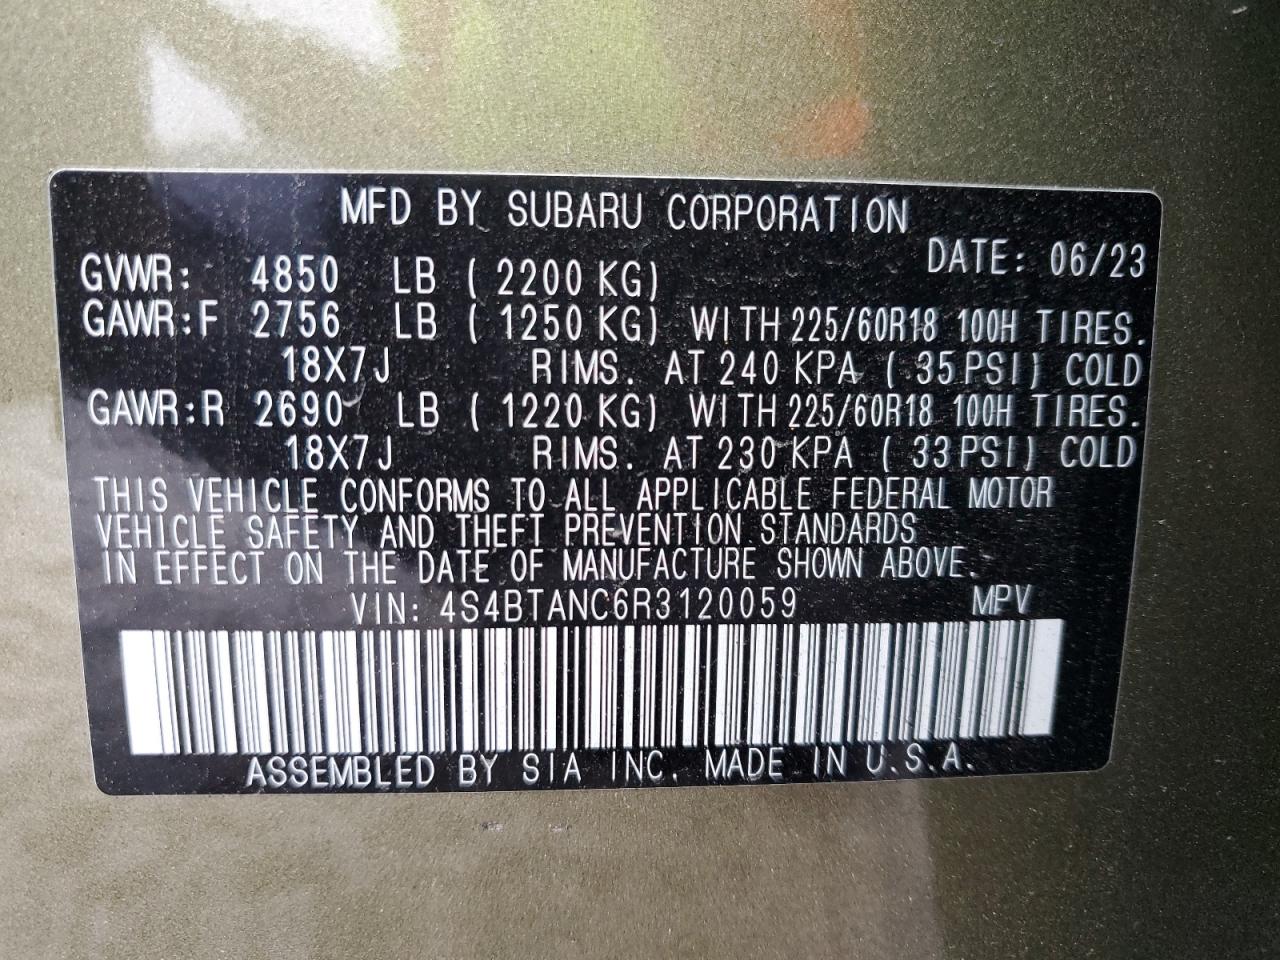 MFD BY SUBARU CORPORATION
DATE: 06/23
GVWR: 4850 LB ( 2200 KG)
GAWR:F 2756 LB ( 1250 KG) WITH 225/60R18 100H TIRES.
18X7J RIMS. AT 240 KPA ( 35 PSI) COLD
GAWR:R 2690 LB ( 1220 KG) WITH 225/60R18 100H TIRES.
18X7J RIMS. AT 230 KPA ( 33 PSI) COLD
THIS VEHICLE CONFORMS TO ALL APPLICABLE FEDERAL MOTOR
VEHICLE SAFETY AND THEFT PREVENTION STANDARDS
IN EFFECT ON THE DATE OF MANUFACTURE SHOWN ABOVE.
VIN: 4S4BTANC6R3120059 MPV
ASSEMBLED BY SIA INC. MADE IN U.S.A.